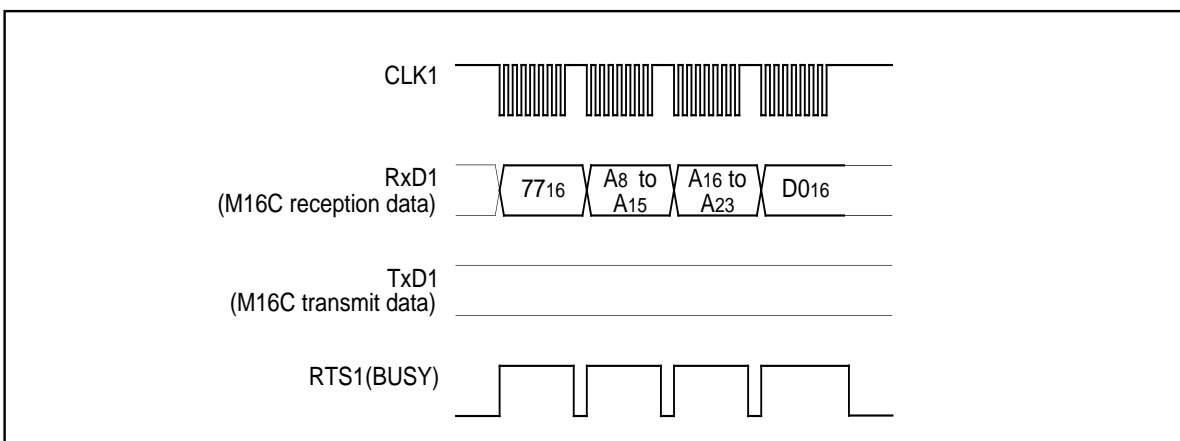 CLK1
RxD1
(M16C reception data)
7716
A8 to
A15
A16 to
A23
D016
TxD1
(M16C transmit data)
RTS1(BUSY)